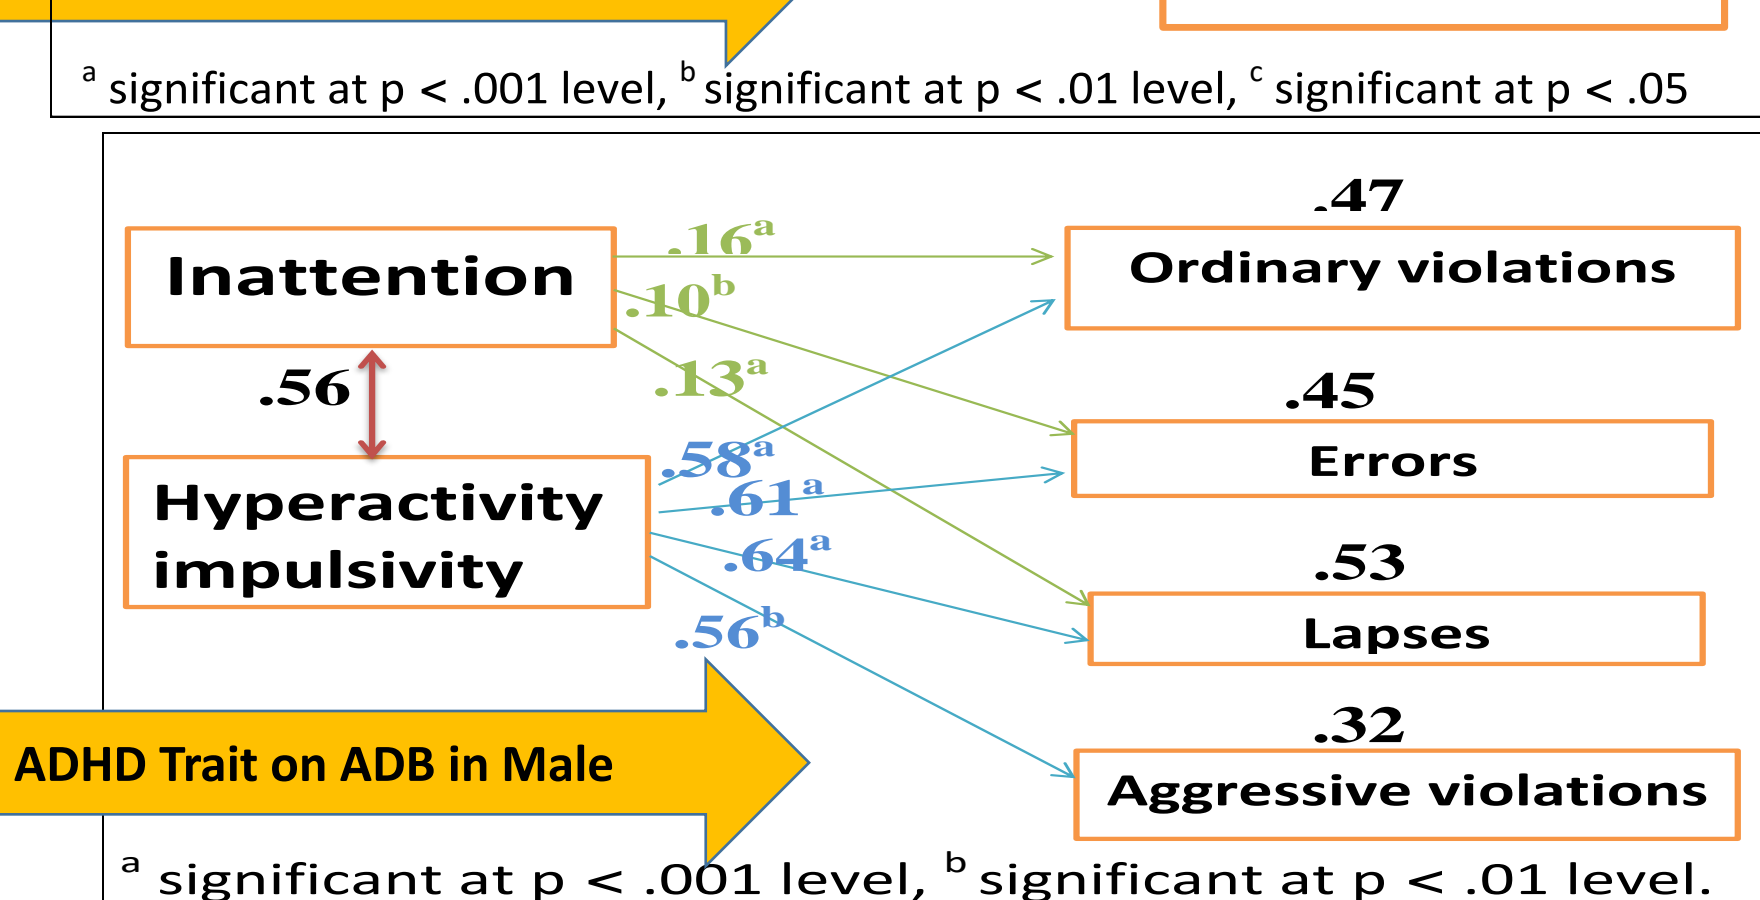 ᵃ significant at p < .001 level, ᵇ significant at p < .01 level, ᶜ significant at p < .05
.47
.16ᵃ
Inattention
Ordinary violations
.10ᵇ
.13ᵃ
.56
.45
.58ᵃ
Errors
.61ᵃ
Hyperactivity
impulsivity
.64ᵃ
.53
.56ᵇ
Lapses
.32
ADHD Trait on ADB in Male
Aggressive violations
ᵃ significant at p < .001 level, ᵇ significant at p < .01 level.